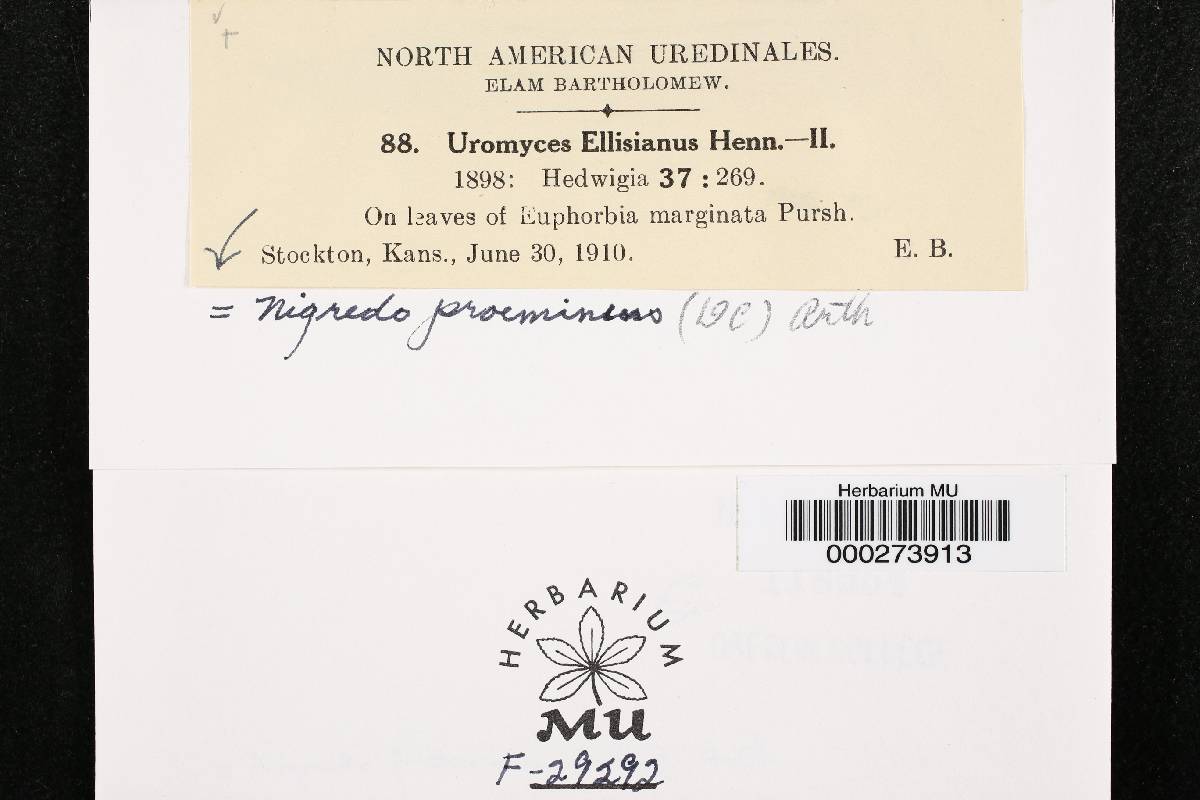 NORTH AMERICAN UREDINALES.
ELAM BARTHOLOMEW.
88. Uromyces Ellisianus Henn.—II.
1898: Hedwigia 37 : 269.
On leaves of Euphorbia marginata Pursh.
Stockton, Kans., June 30, 1910. E. B.
= Nigredo proeminens (DC) Arth
Herbarium MU
000273913
HERBARIUM
MU
F-29292